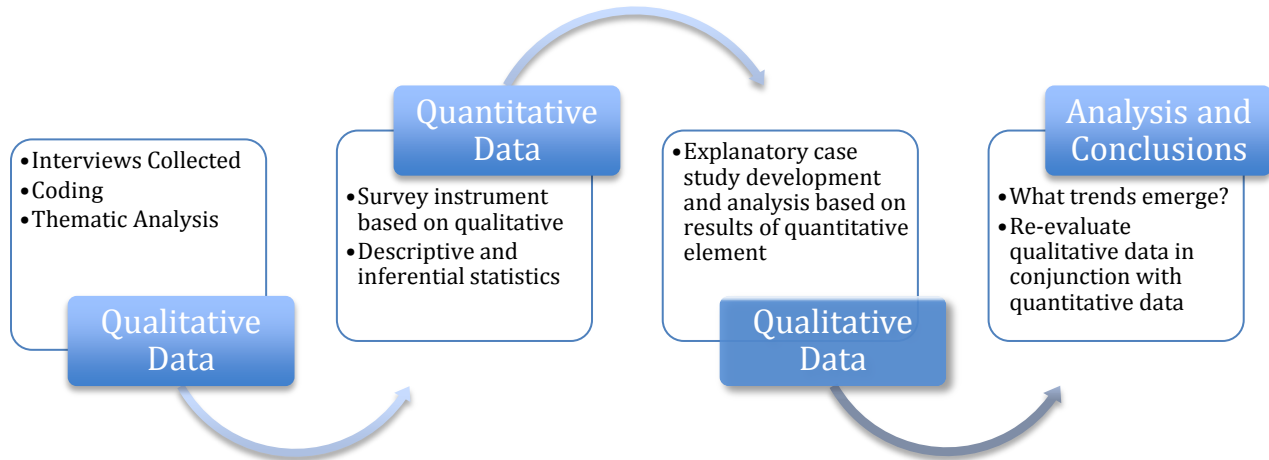 •Interviews Collected
•Coding
•Thematic Analysis
Qualitative
Data
Quantitative
Data
•Survey instrument
based on qualitative
•Descriptive and
inferential statistics
•Explanatory case
study development
and analysis based on
results of quantitative
element
Qualitative
Data
Analysis and
Conclusions
•What trends emerge?
•Re-evaluate
qualitative data in
conjunction with
quantitative data